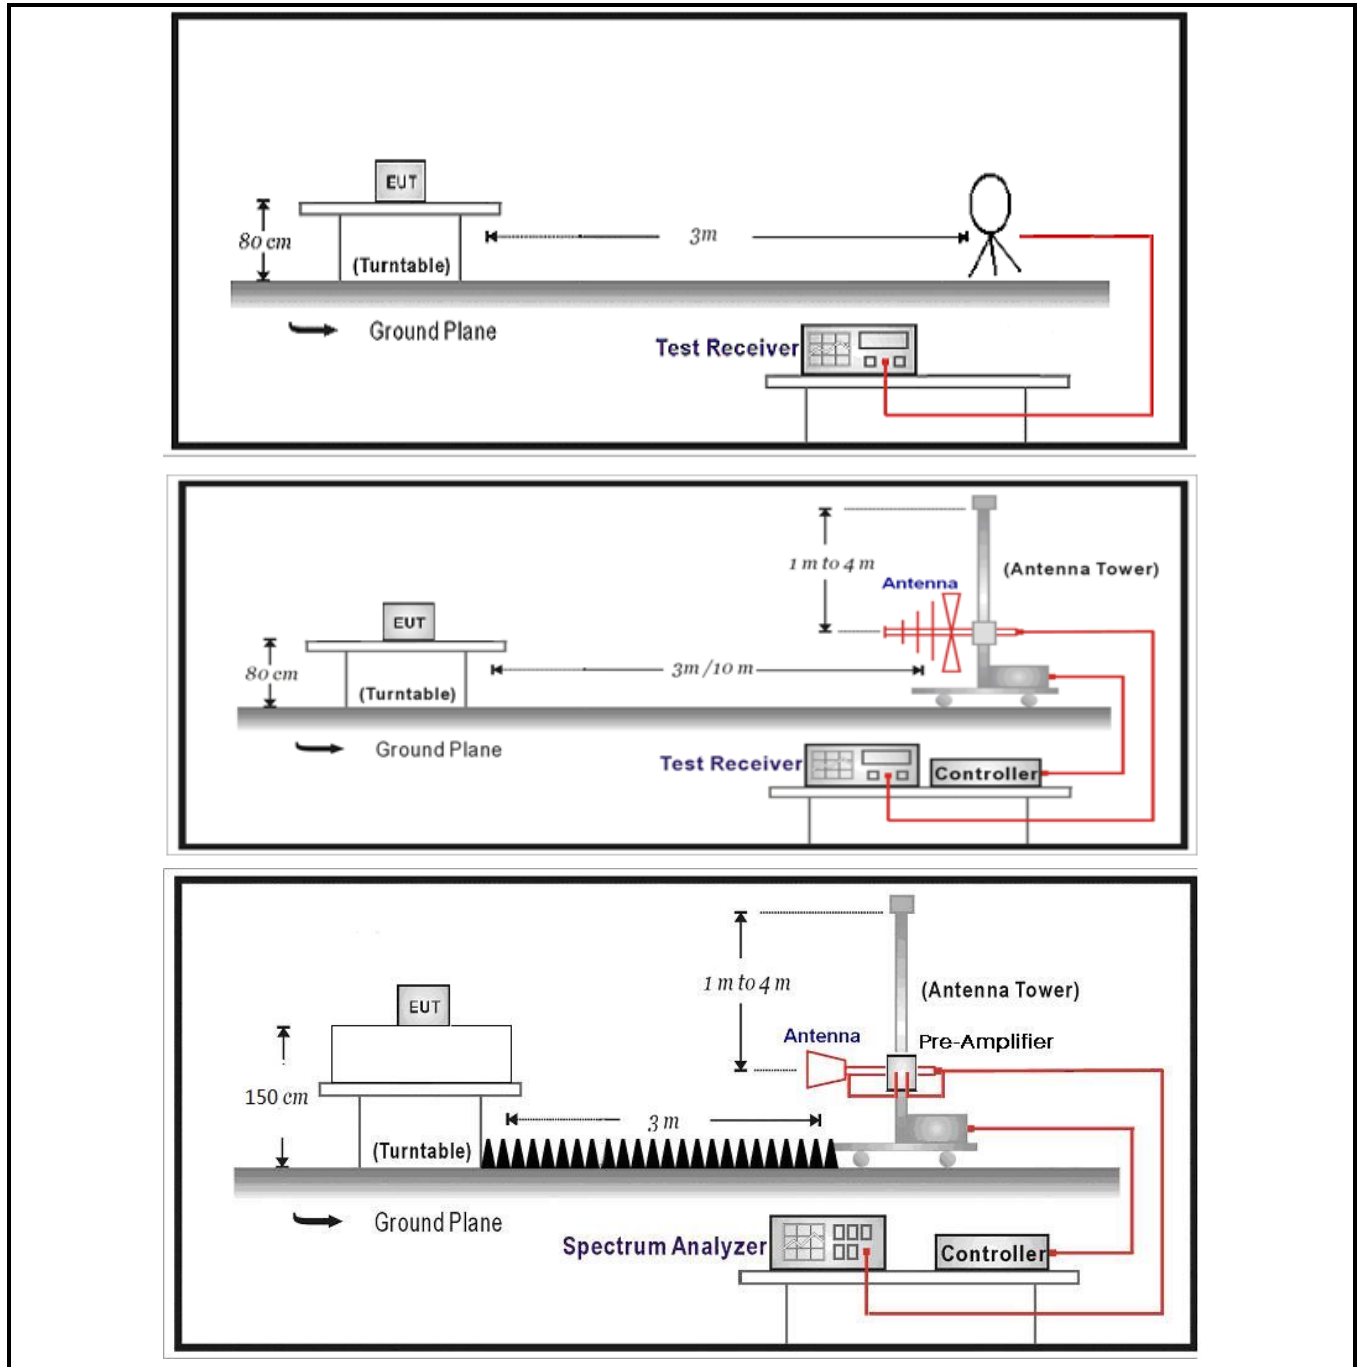 EUT
80 cm
3m
(Turntable)
Ground Plane
Test Receiver
1 m to 4 m
(Antenna Tower)
Antenna
EUT
80 cm
3m /10 m
(Turntable)
Ground Plane
Test Receiver
Controller
1 m to 4 m
(Antenna Tower)
EUT
Antenna
Pre-Amplifier
150 cm
3 m
(Turntable)
Ground Plane
Spectrum Analyzer
Controller